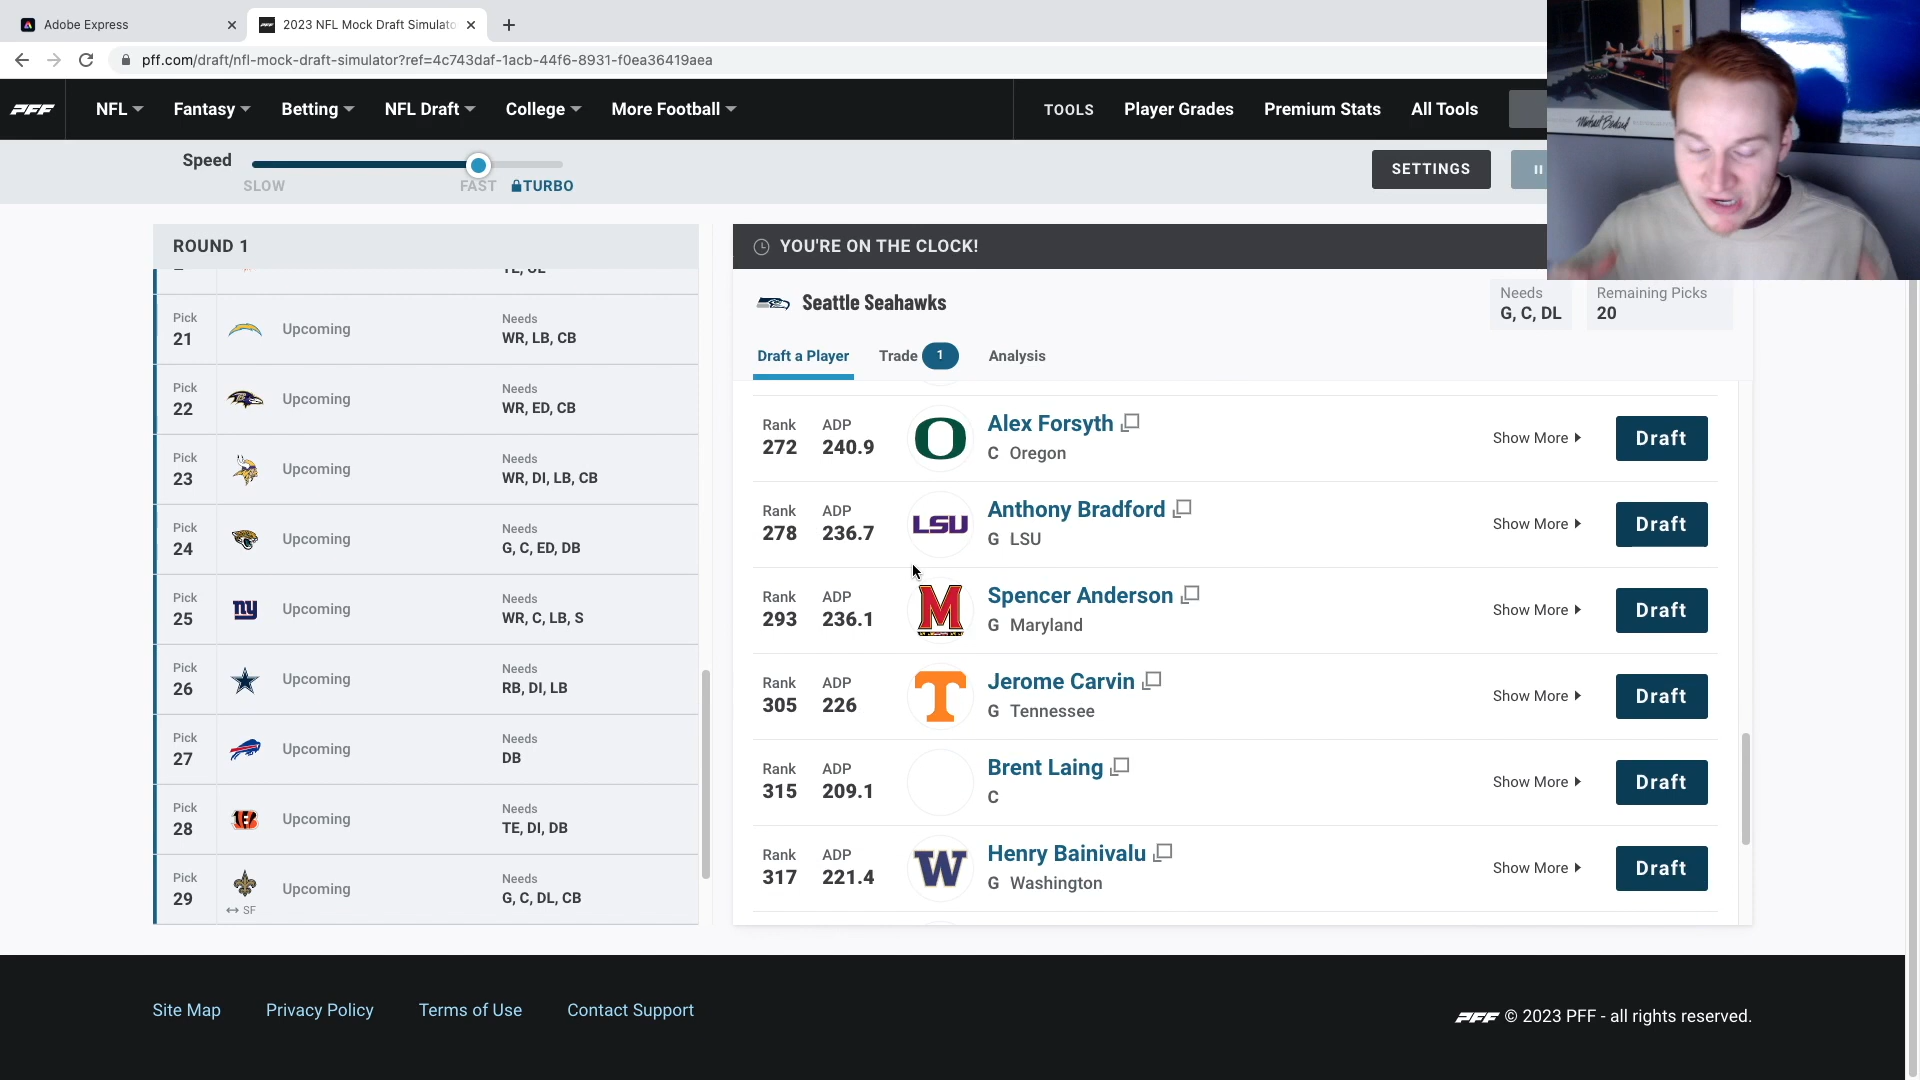 Adobe Express
2023 NFL Mock Draft Simulato
pff.com/draft/nfl-mock-draft-simulator?ref=4c743daf-1acb-44f6-8931-f0ea36419aea
PFF
NFL
Fantasy
Betting
NFL Draft
College
More Football
TOOLS
Player Grades
Premium Stats
All Tools
Speed
SLOW
FAST
TURBO
SETTINGS
ROUND 1
Pick
21
Upcoming
Needs
WR, LB, CB
Pick
22
Upcoming
Needs
WR, ED, CB
Pick
23
Upcoming
Needs
WR, DI, LB, CB
Pick
24
Upcoming
Needs
G, C, ED, DB
Pick
25
ny
Upcoming
Needs
WR, C, LB, S
Pick
26
Upcoming
Needs
RB, DI, LB
Pick
27
Upcoming
Needs
DB
Pick
28
Upcoming
Needs
TE, DI, DB
Pick
29
SF
Upcoming
Needs
G, C, DL, CB
YOU'RE ON THE CLOCK!
Seattle Seahawks
Needs
G, C, DL
Remaining Picks
20
Draft a Player
Trade 1
Analysis
Rank
272
ADP
240.9
O
Alex Forsyth
C Oregon
Show More
Draft
Rank
278
ADP
236.7
LSU
Anthony Bradford
G LSU
Show More
Draft
Rank
293
ADP
236.1
M
Spencer Anderson
G Maryland
Show More
Draft
Rank
305
ADP
226
T
Jerome Carvin
G Tennessee
Show More
Draft
Rank
315
ADP
209.1
Brent Laing
C
Show More
Draft
Rank
317
ADP
221.4
W
Henry Bainivalu
G Washington
Show More
Draft
Site Map
Privacy Policy
Terms of Use
Contact Support
PFF © 2023 PFF - all rights reserved.